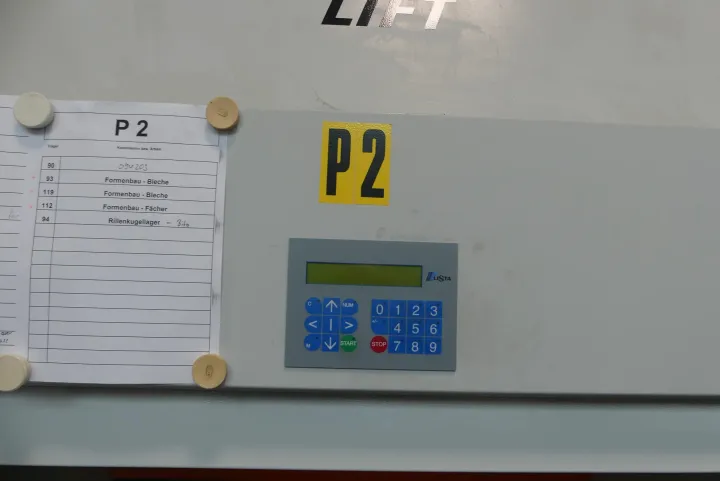 LIFT
P 2
90
93 Formenbau - Bleche
119 Formenbau - Bleche
112 Formenbau - Fächer
94 Rillenkugellager -
P2
LISTA
C ↑ NUM
< | >
↓ START
0 1 2 3
4 5 6
STOP 7 8 9